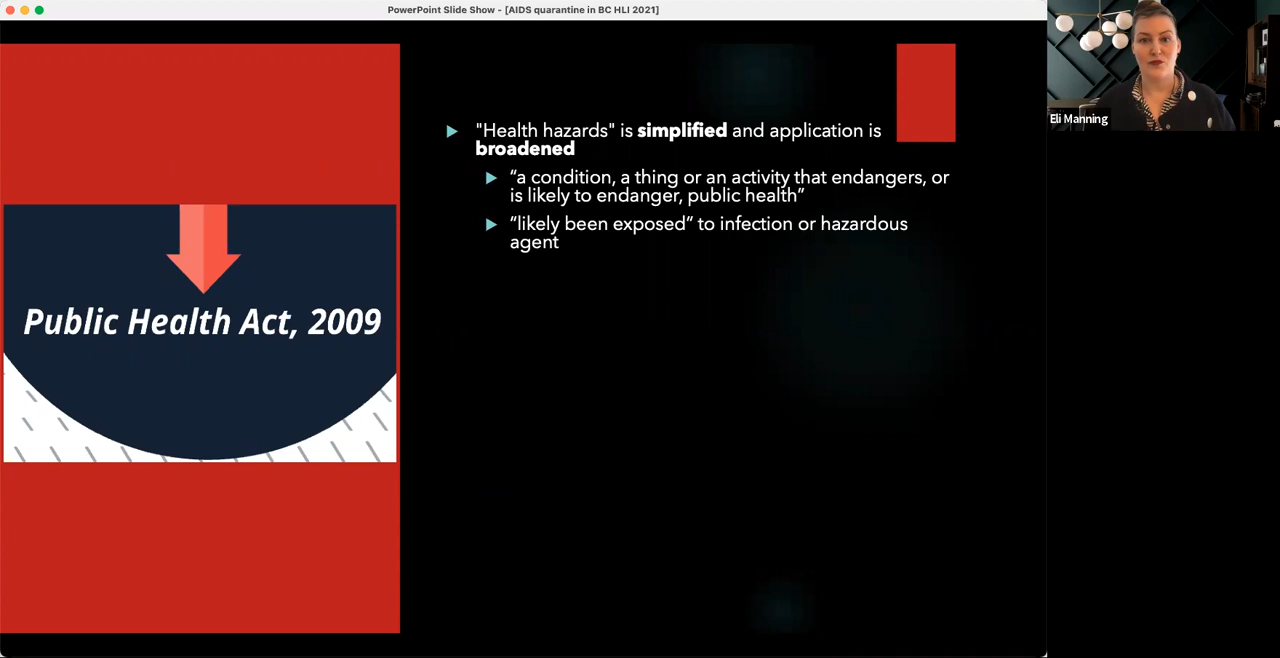 PowerPoint Slide Show - [AIDS quarantine in BC HLI 2021]
Eli Manning
"Health hazards" is simplified and application is
broadened
“a condition, a thing or an activity that endangers, or
is likely to endanger, public health”
“likely been exposed” to infection or hazardous
agent
Public Health Act, 2009